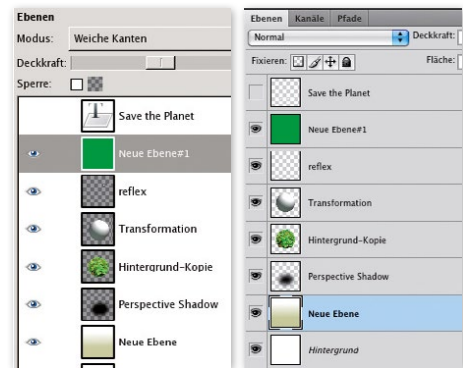 Ebenen
Modus: Weiche Kanten
Deckkraft:
Sperre:
Save the Planet
Neue Ebene#1
reflex
Transformation
Hintergrund-Kopie
Perspective Shadow
Neue Ebene
Ebenen Kanäle Pfade
Normal Deckkraft:
Fixieren: Fläche:
Save the Planet
Neue Ebene#1
reflex
Transformation
Hintergrund-Kopie
Perspective Shadow
Neue Ebene
Hintergrund